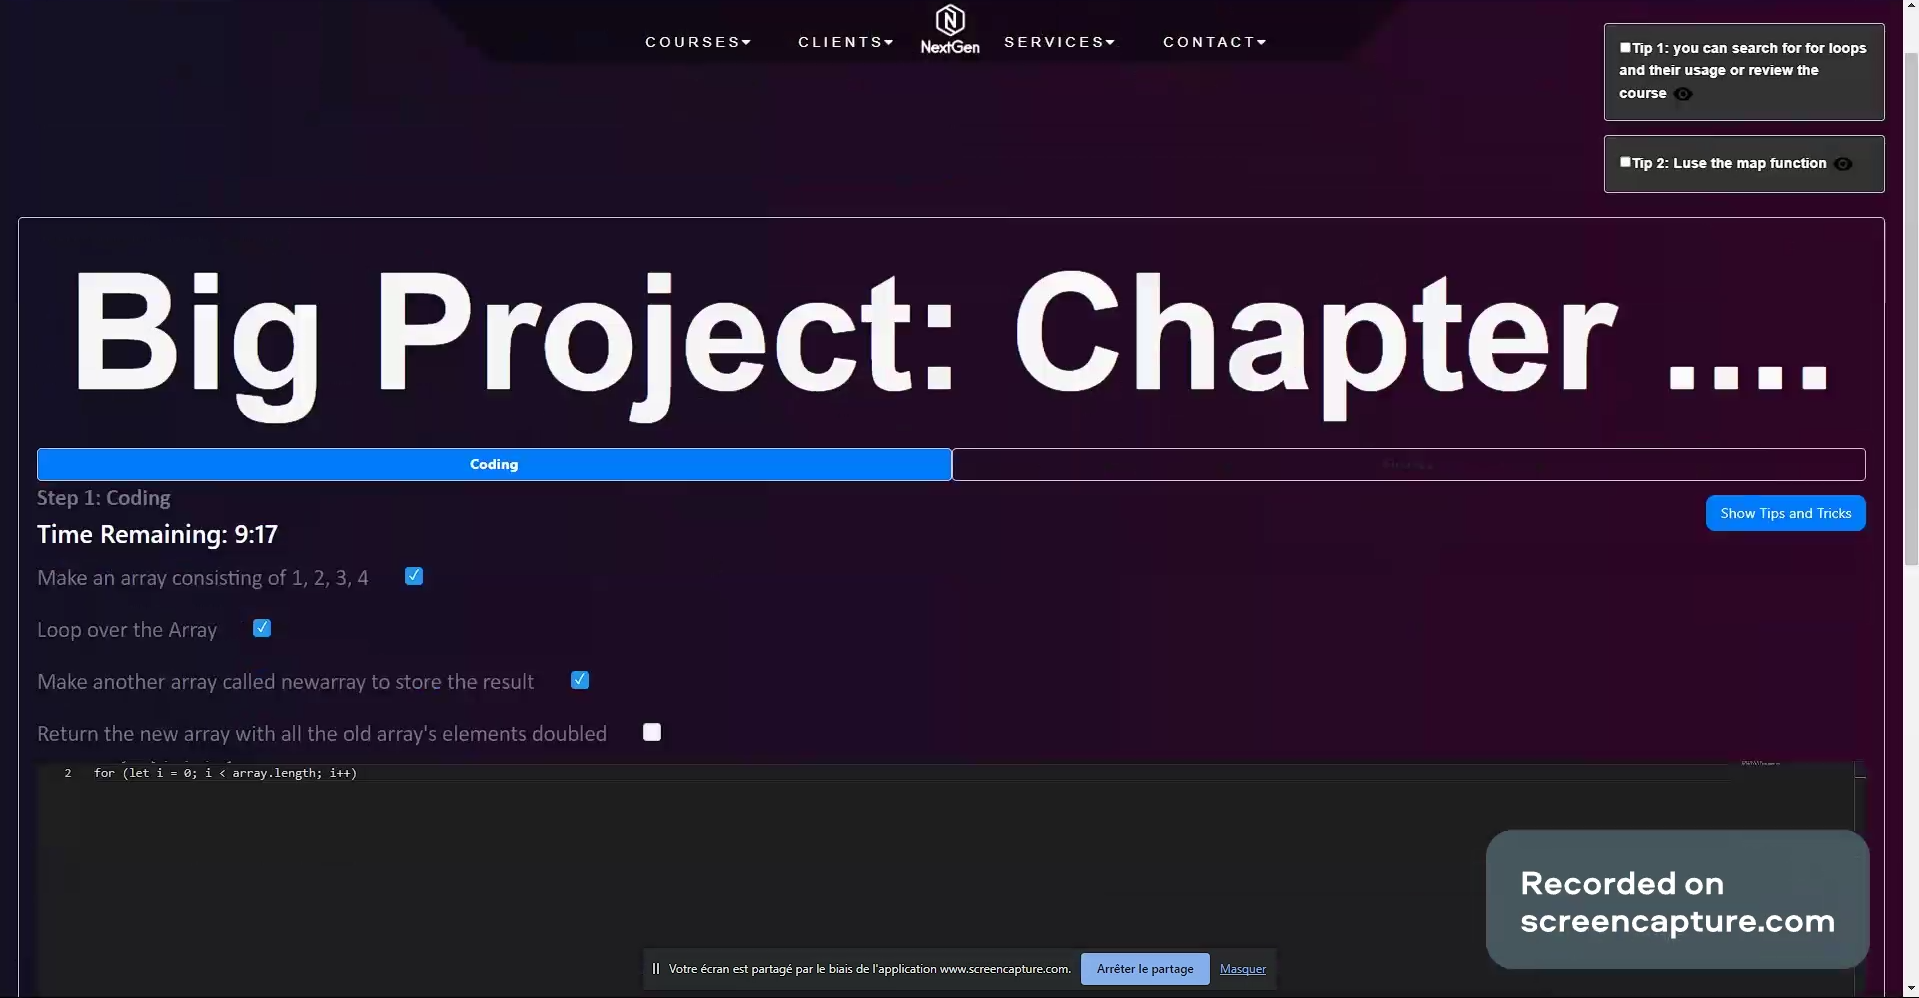 COURSES
CLIENTS
NextGen
SERVICES
CONTACT
Tip 1: you can search for for loops
and their usage or review the
course
Tip 2: Luse the map function
Big Project: Chapter ....
Coding
Step 1: Coding
Show Tips and Tricks
Time Remaining: 9:17
Make an array consisting of 1, 2, 3, 4
Loop over the Array
Make another array called newarray to store the result
Return the new array with all the old array's elements doubled
2 for (let i = 0; i < array.length; i++)
Recorded on
screencapture.com
Votre écran est partagé par le biais de l'application www.screencapture.com.
Arrêter le partage
Masquer